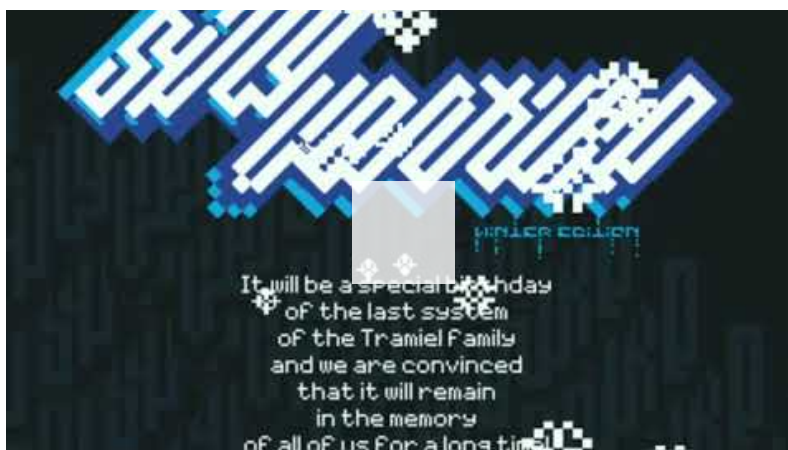 WINTER EDITION
It will be a special birthday
of the last system
of the Tramiel family
and we are convinced
that it will remain
in the memory
of all of us for a long time!